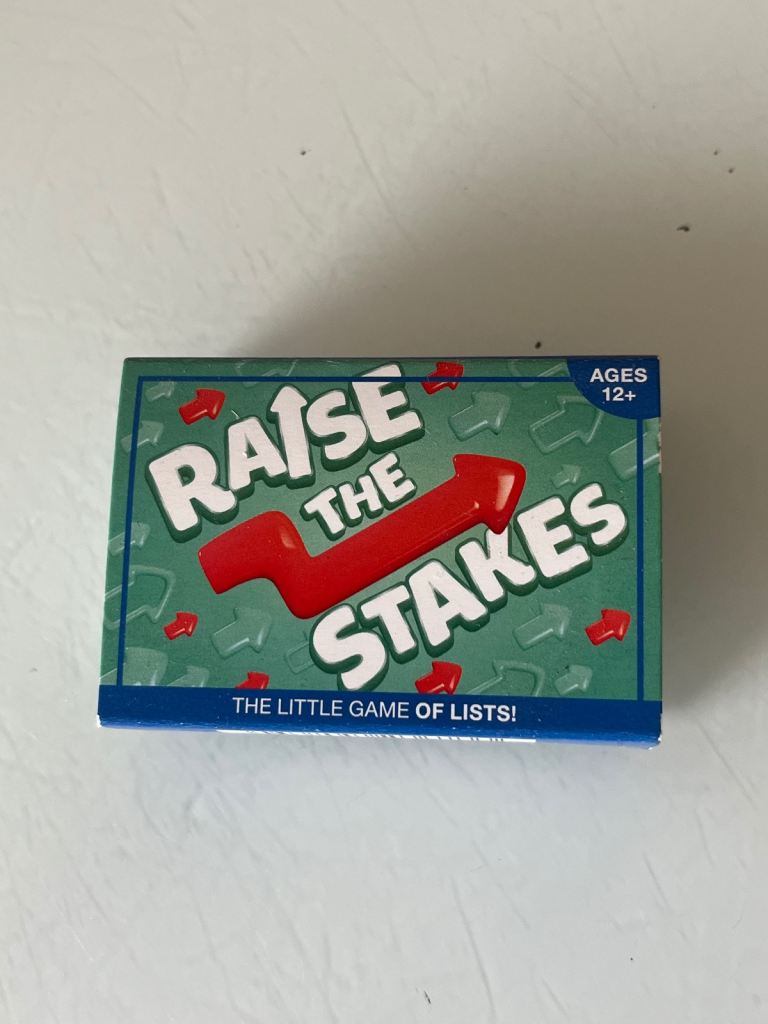 AGES
12+
RAISE
THE
STAKES
THE LITTLE GAME OF LISTS!